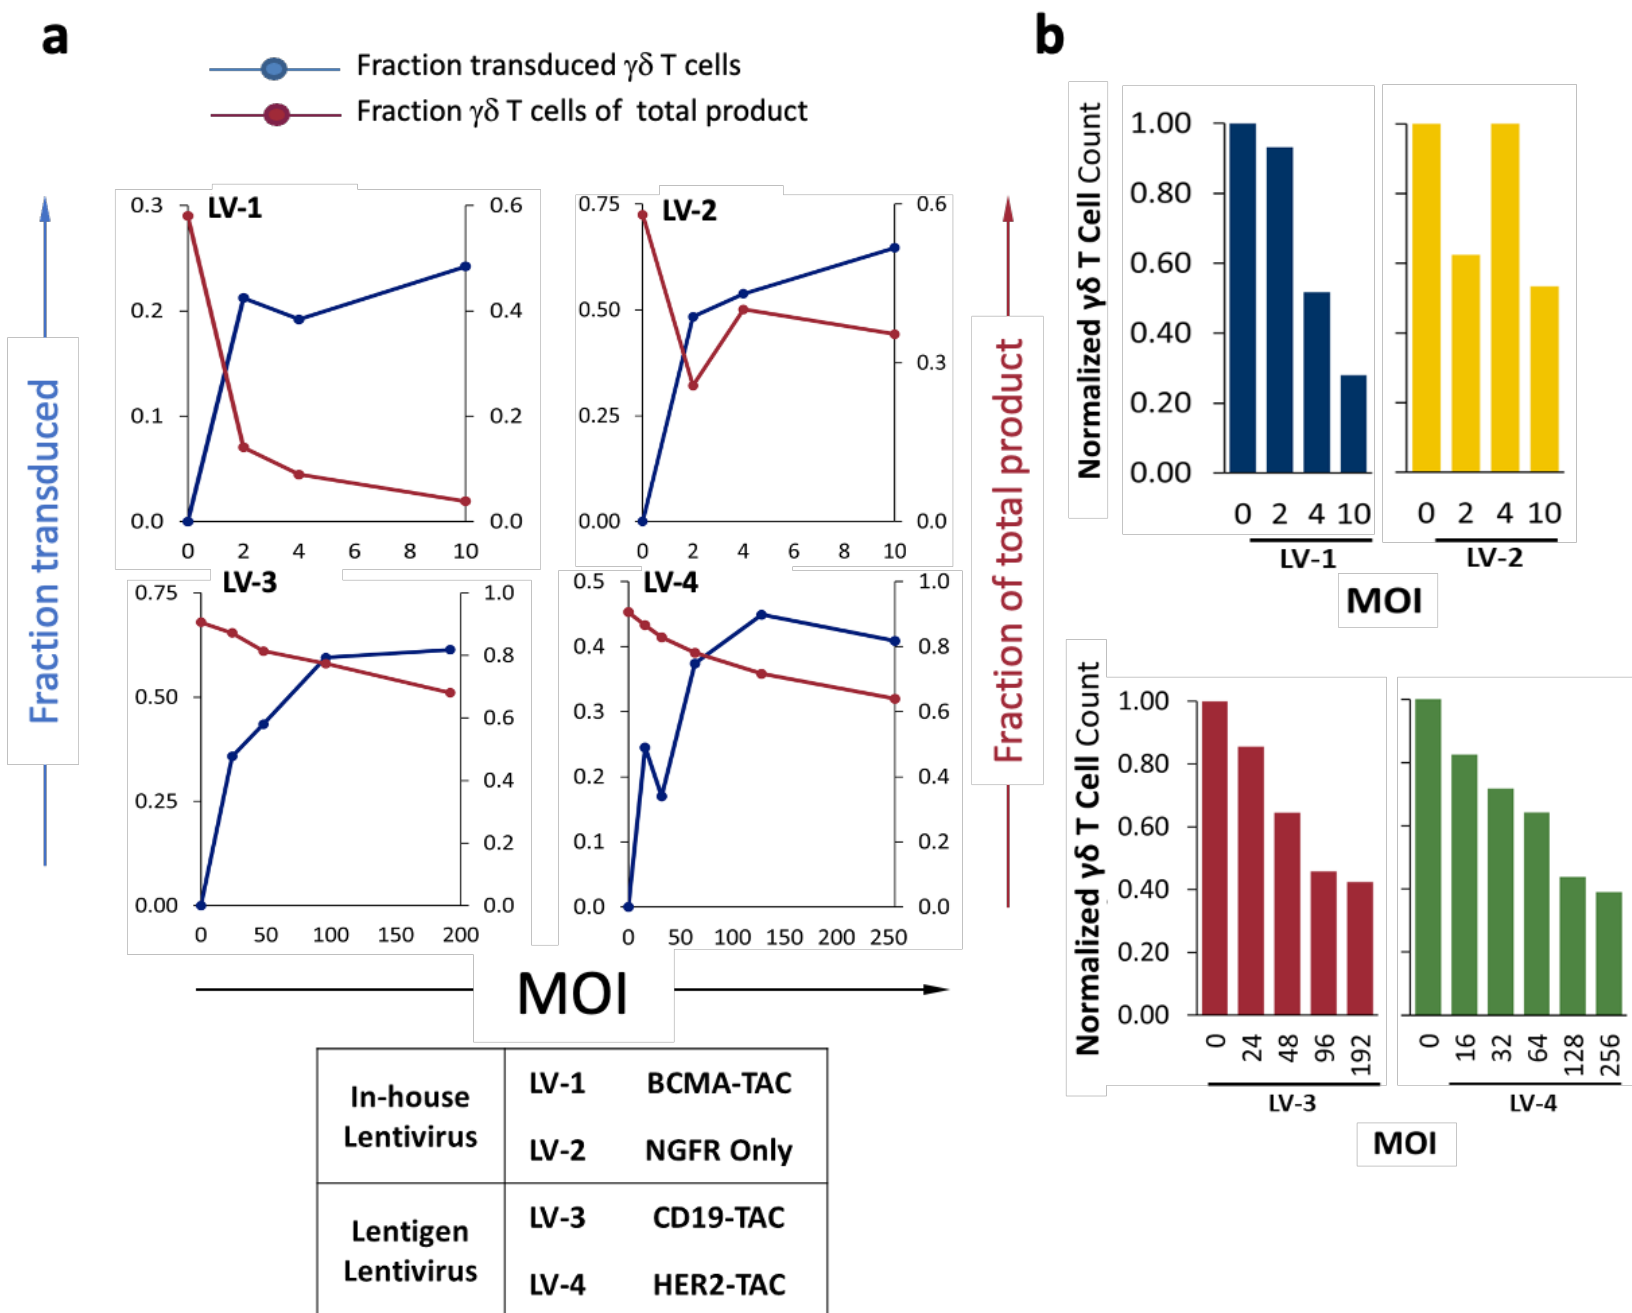 a
Fraction transduced γδ T cells
Fraction γδ T cells of total product
Fraction transduced
LV-1
0.3
0.2
0.1
0.0
0.6
0.4
0.2
0.0
0 2 4 6 8 10
LV-2
0.75
0.50
0.25
0.00
0.6
0.3
0.0
0 2 4 6 8 10
LV-3
0.75
0.50
0.25
0.00
1.0
0.8
0.6
0.4
0.2
0.0
0 50 100 150 200
LV-4
0.5
0.4
0.3
0.2
0.1
0.0
1.0
0.8
0.6
0.4
0.2
0.0
0 50 100 150 200 250
Fraction of total product
MOI
In-house
Lentivirus
LV-1 BCMA-TAC
LV-2 NGFR Only
Lentigen
Lentivirus
LV-3 CD19-TAC
LV-4 HER2-TAC
b
Normalized γδ T Cell Count
1.00
0.80
0.60
0.40
0.20
0.00
0 2 4 10
LV-1
0 2 4 10
LV-2
MOI
Normalized γδ T Cell Count
1.00
0.80
0.60
0.40
0.20
0.00
0 24 48 96 192
LV-3
0 16 32 64 128 256
LV-4
MOI